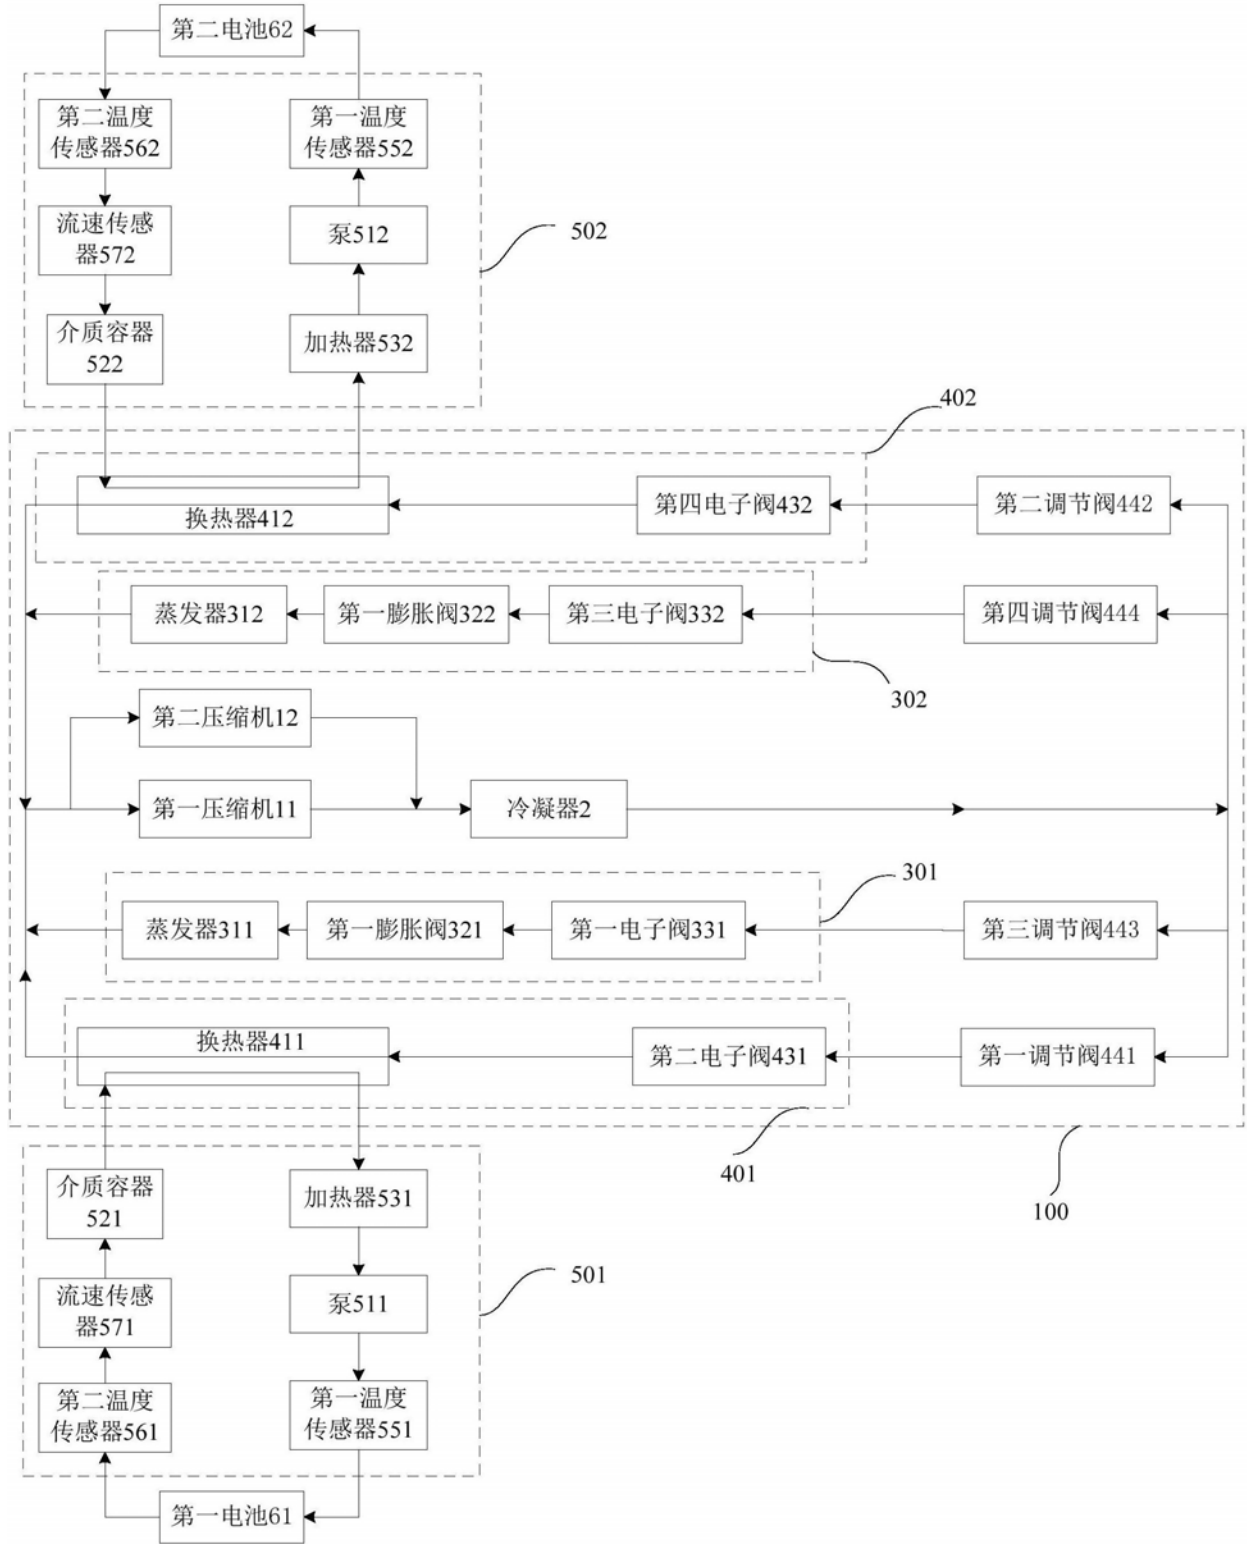 第二电池62
第二温度
传感器562
第一温度
传感器552
流速传感
器572
泵512
502
介质容器
522
加热器532
402
换热器412
第四电子阀432
第二调节阀442
蒸发器312
第一膨胀阀322
第三电子阀332
第四调节阀444
302
第二压缩机12
第一压缩机11
冷凝器2
301
蒸发器311
第一膨胀阀321
第一电子阀331
第三调节阀443
换热器411
第二电子阀431
第一调节阀441
401
100
介质容器
521
加热器531
501
流速传感
器571
泵511
第二温度
传感器561
第一温度
传感器551
第一电池61